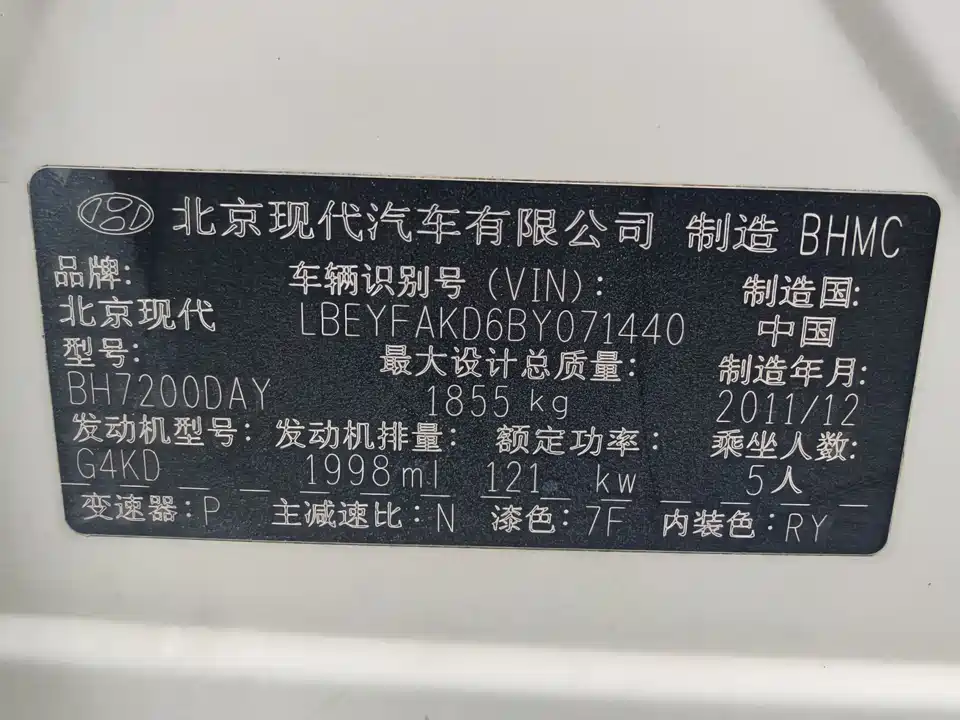 北京现代汽车有限公司 制造 BHMC
品牌: 车辆识别号 (VIN): 制造国:
北京现代 LBEYFAKD6BY071440 中国
型号: 最大设计总质量: 制造年月:
BH7200DAY 1855 kg 2011/12
发动机型号: 发动机排量: 额定功率: 乘坐人数:
G4KD 1998ml 121 kw 5人
变速器:P 主减速比:N 漆色:7F 内装色:RY